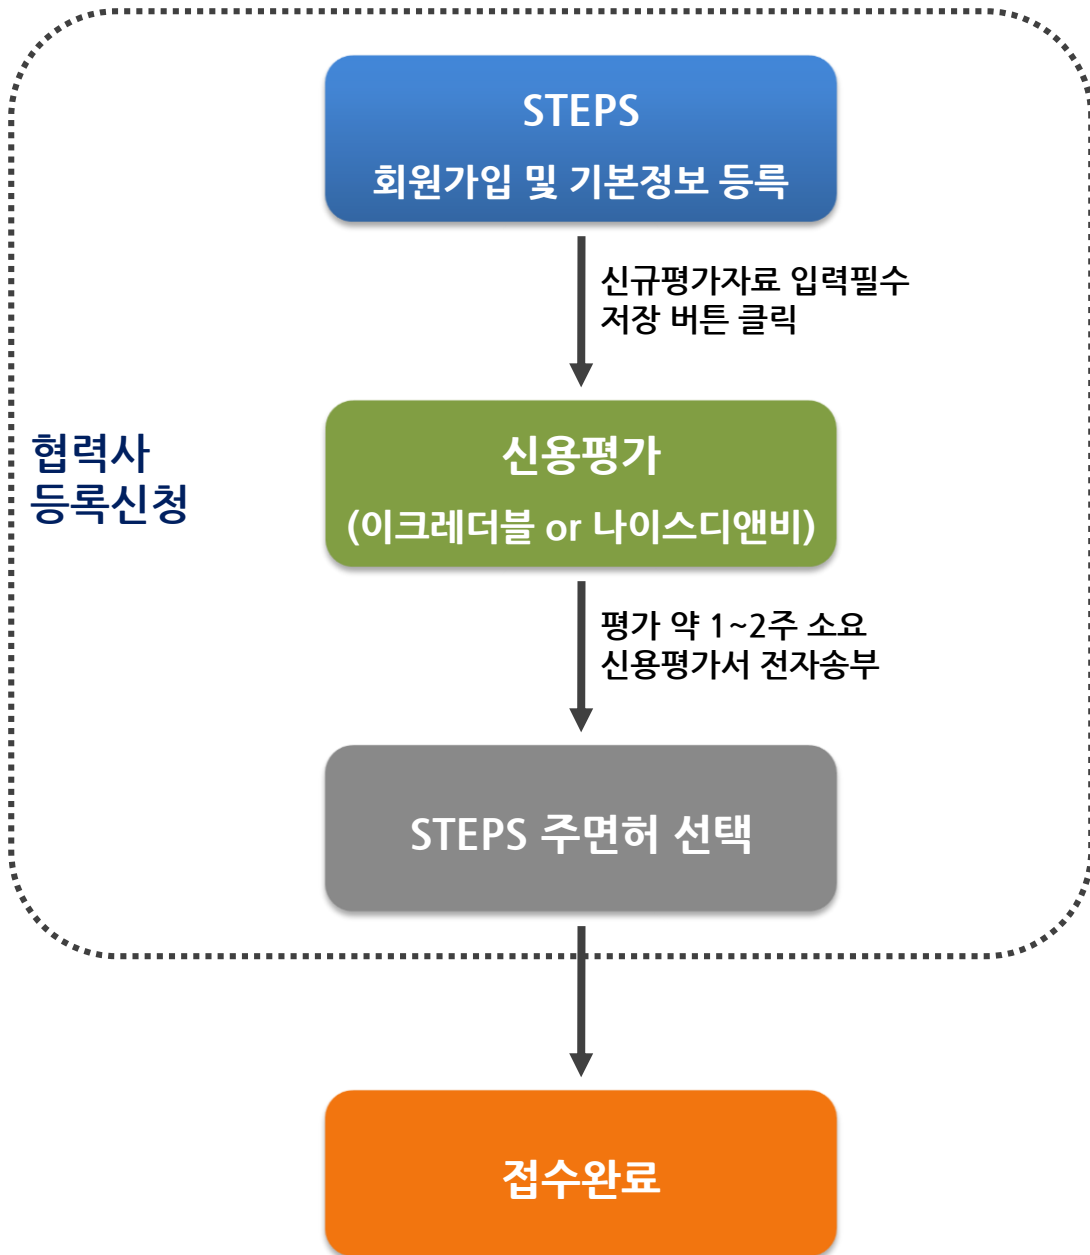 STEPS
회원가입 및 기본정보 등록
신규평가자료 입력필수
저장 버튼 클릭
협력사
등록신청
신용평가
(이크레더블 or 나이스디앤비)
평가 약 1~2주 소요
신용평가서 전자송부
STEPS 주면허 선택
접수완료